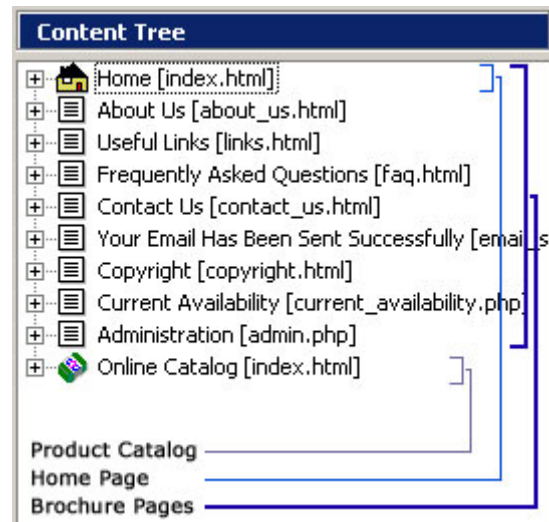 Content Tree
Home [index.html]
About Us [about_us.html]
Useful Links [links.html]
Frequently Asked Questions [faq.html]
Contact Us [contact_us.html]
Your Email Has Been Sent Successfully [email_s
Copyright [copyright.html]
Current Availability [current_availability.php]
Administration [admin.php]
Online Catalog [index.html]
Product Catalog
Home Page
Brochure Pages